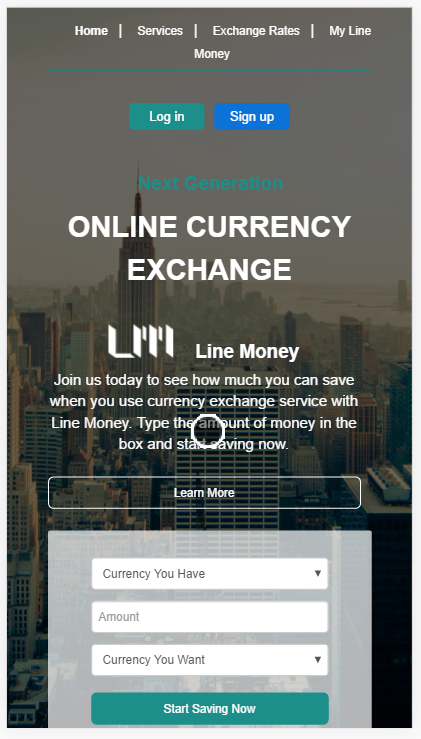 Home | Services | Exchange Rates | My Line
Money
Log in Sign up
Next Generation
ONLINE CURRENCY
EXCHANGE
LM Line Money
Join us today to see how much you can save
when you use currency exchange service with
Line Money. Type the amount of money in the
box and start saving now.
Learn More
Currency You Have
Amount
Currency You Want
Start Saving Now